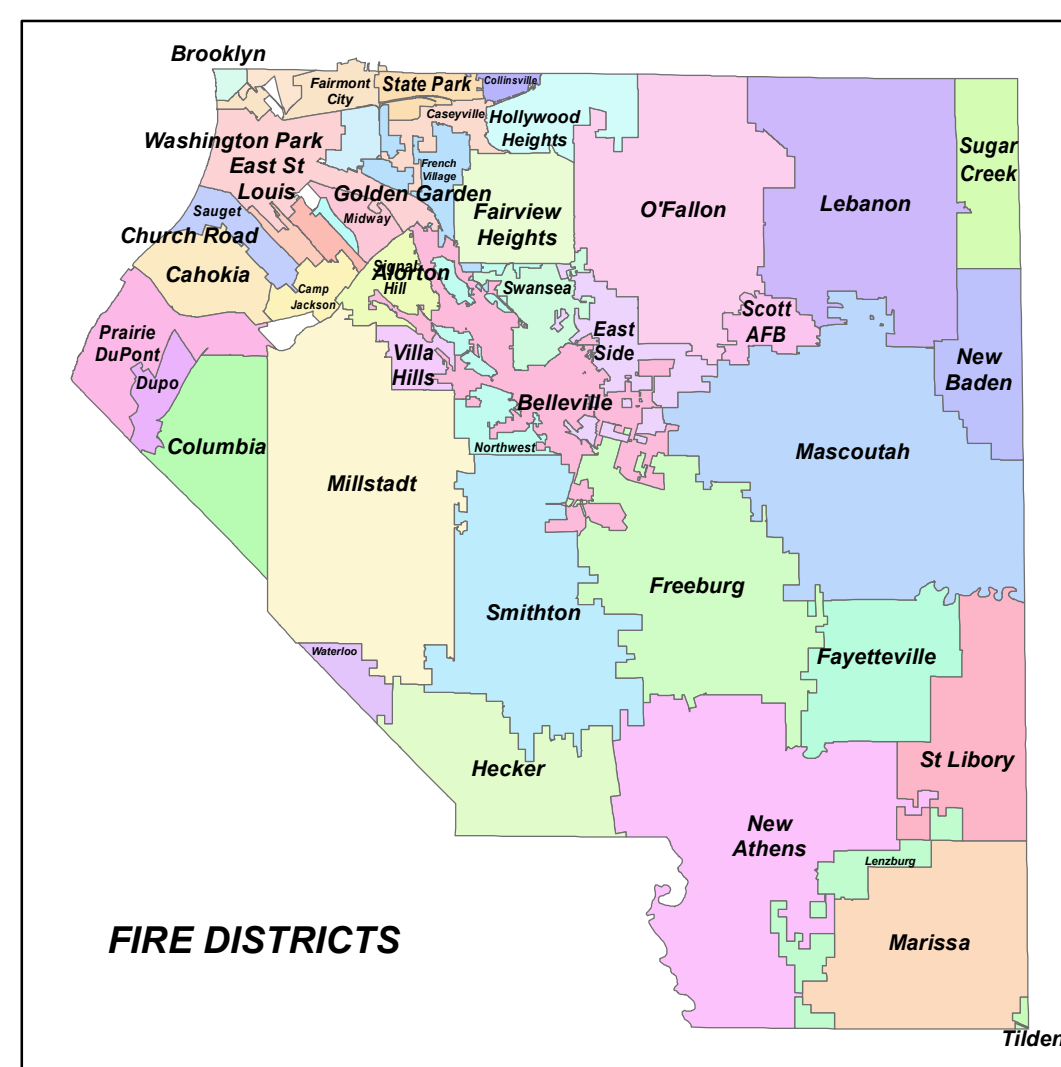 Brooklyn
Fairmont
City
State Park
Collinsville
Caseyville
Hollywood
Heights
Washington Park
East St
Louis
French
Village
Golden Garden
Midway
Sauget
Church Road
Cahokia
Camp
Jackson
Signal
Hill
Alorton
Fairview
Heights
O'Fallon
Lebanon
Sugar
Creek
Swansea
East
Side
Scott
AFB
New
Baden
Prairie
DuPont
Dupo
Villa
Hills
Belleville
Columbia
Northwest
Mascoutah
Millstadt
Freeburg
Smithton
Waterloo
Fayetteville
Hecker
St Libory
New
Athens
Lenzburg
Marissa
FIRE DISTRICTS
Tilden